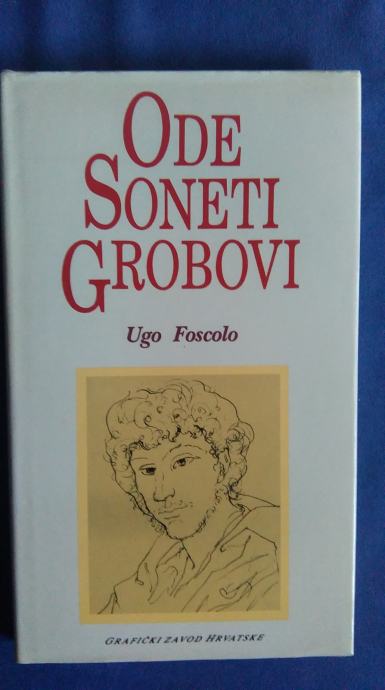 ODE
SONETI
GROBOVI
Ugo Foscolo
GRAFIČKI ZAVOD HRVATSKE